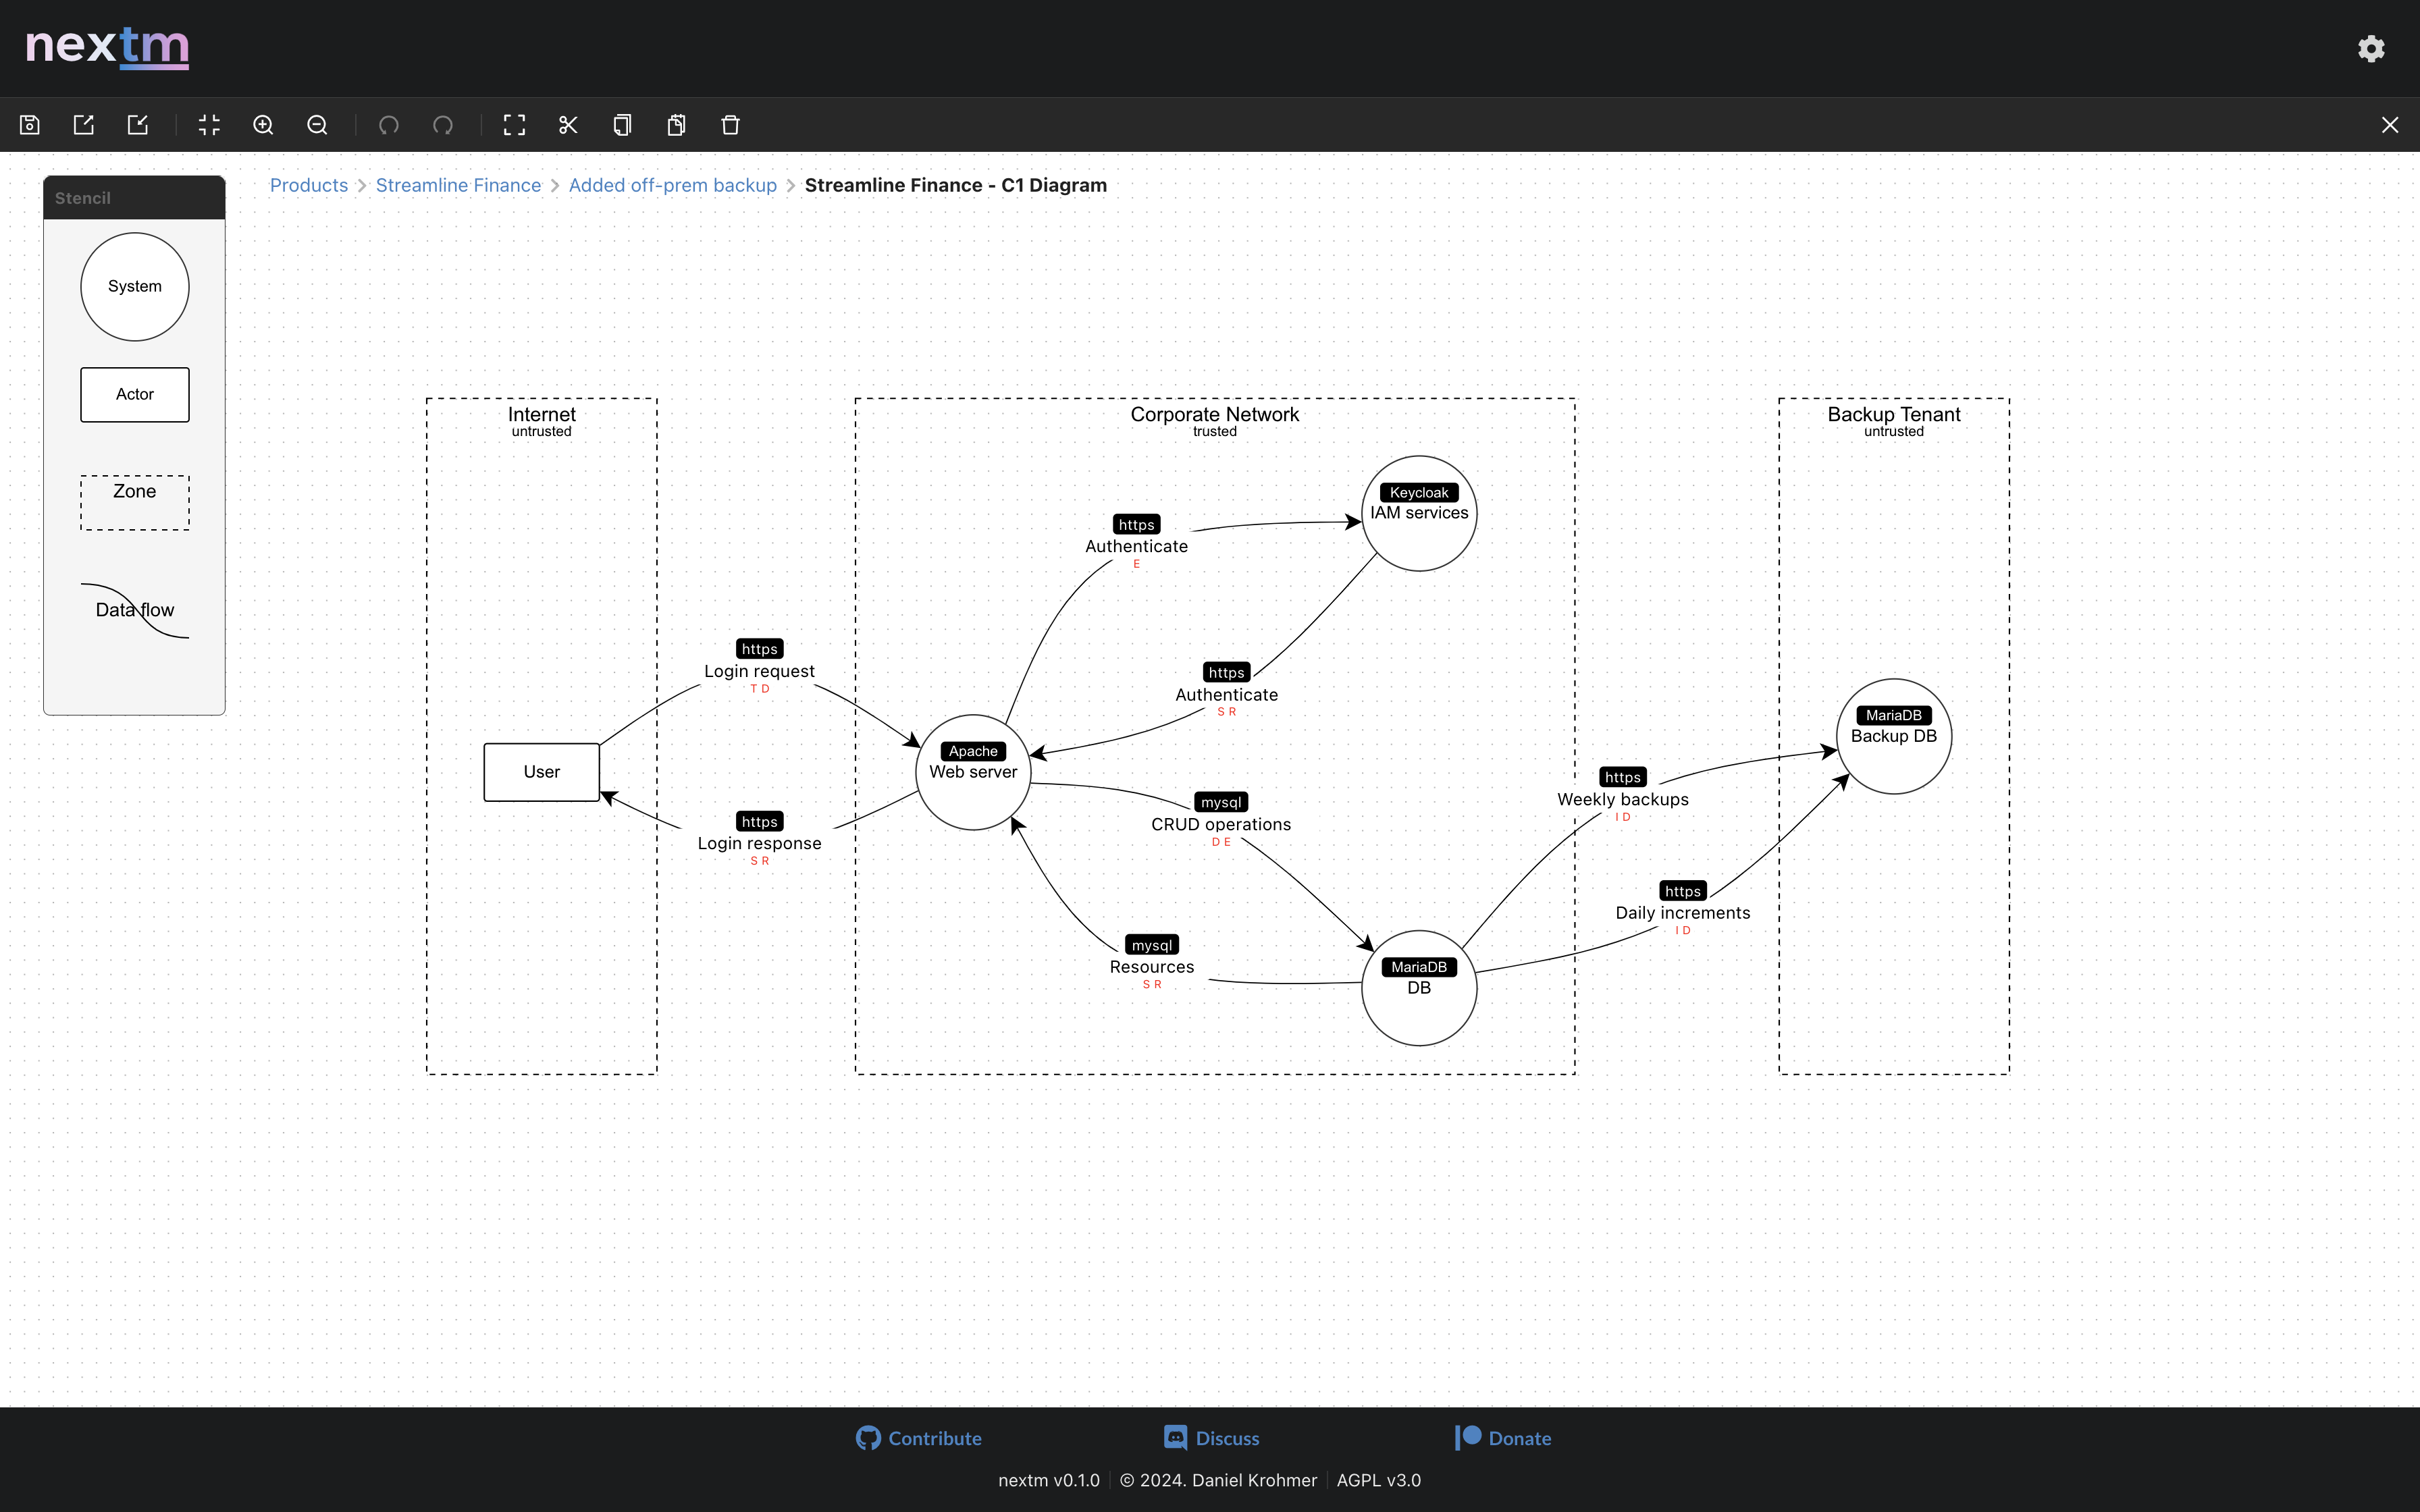 nextm
Stencil
System
Actor
Zone
Data flow
Products > Streamline Finance > Added off-prem backup > Streamline Finance - C1 Diagram
Internet
untrusted
Corporate Network
trusted
Backup Tenant
untrusted
Keycloak
IAM services
https
Authenticate
E
https
Login request
T D
https
Authenticate
S R
MariaDB
Backup DB
User
Apache
Web server
https
Weekly backups
I D
mysql
CRUD operations
D E
https
Login response
S R
https
Daily increments
I D
mysql
Resources
S R
MariaDB
DB
Contribute
Discuss
Donate
nextm v0.1.0 | © 2024. Daniel Krohmer | AGPL v3.0